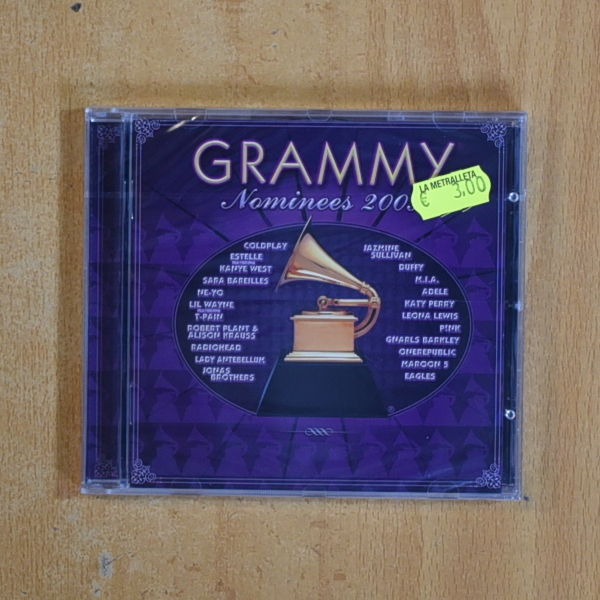 GRAMMY
Nominees 200
LA METRALLETA
€ 3,00
COLDPLAY
ESTELLE
FEATURING
KANYE WEST
SARA BAREILLES
NE-YO
LIL WAYNE
FEATURING
T-PAIN
ROBERT PLANT &
ALISON KRAUSS
RADIOHEAD
LADY ANTEBELLUM
JONAS
BROTHERS
JAZMINE
SULLIVAN
DUFFY
M.I.A.
ADELE
KATY PERRY
LEONA LEWIS
PINK
GNARLS BARKLEY
ONEREPUBLIC
MAROON 5
EAGLES
®